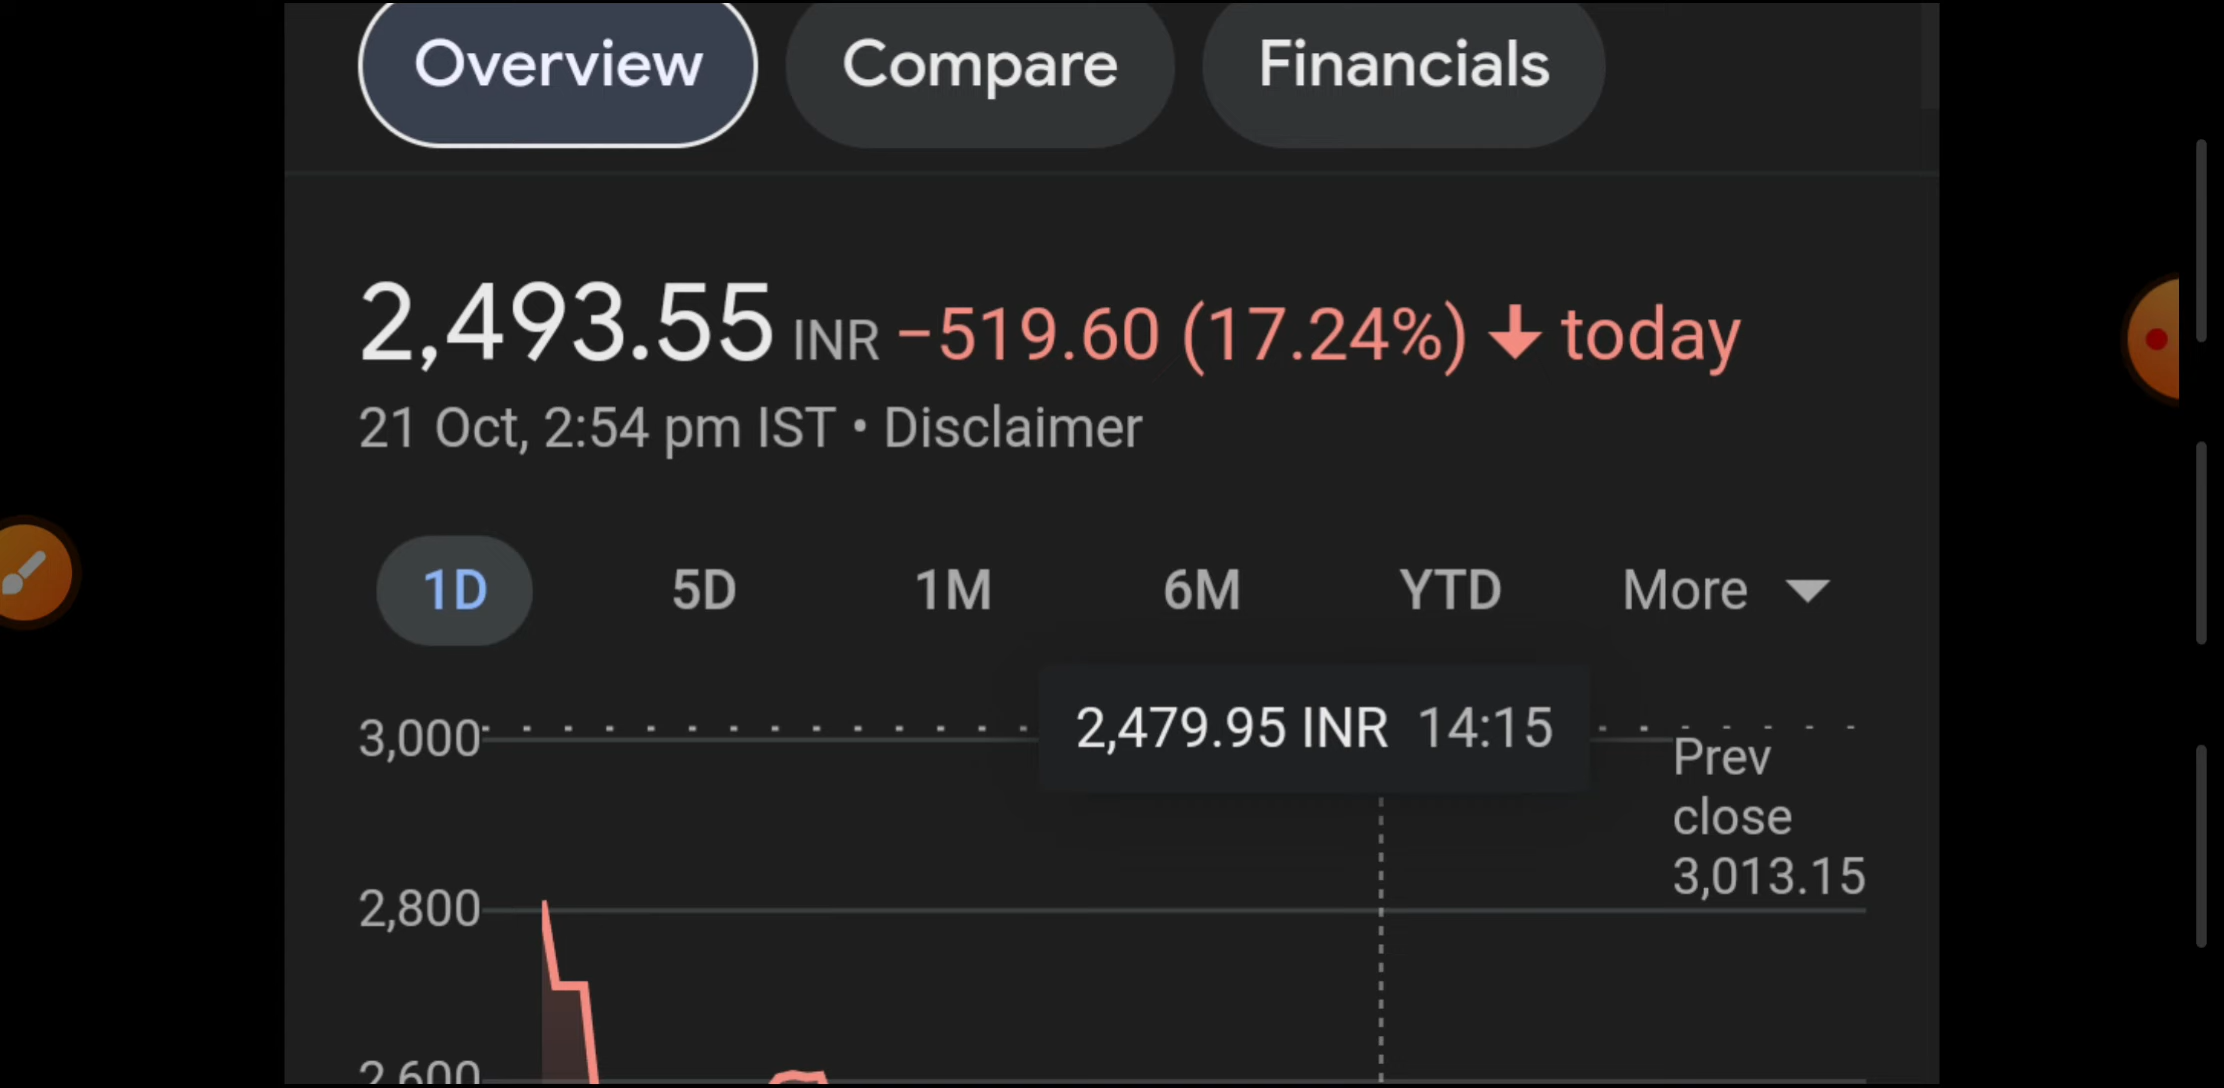 Overview Compare Financials
2,493.55 INR −519.60 (17.24%) ↓ today
21 Oct, 2:54 pm IST • Disclaimer
1D 5D 1M 6M YTD More
2,479.95 INR 14:15
3,000
Prev
close
3,013.15
2,800
2,600